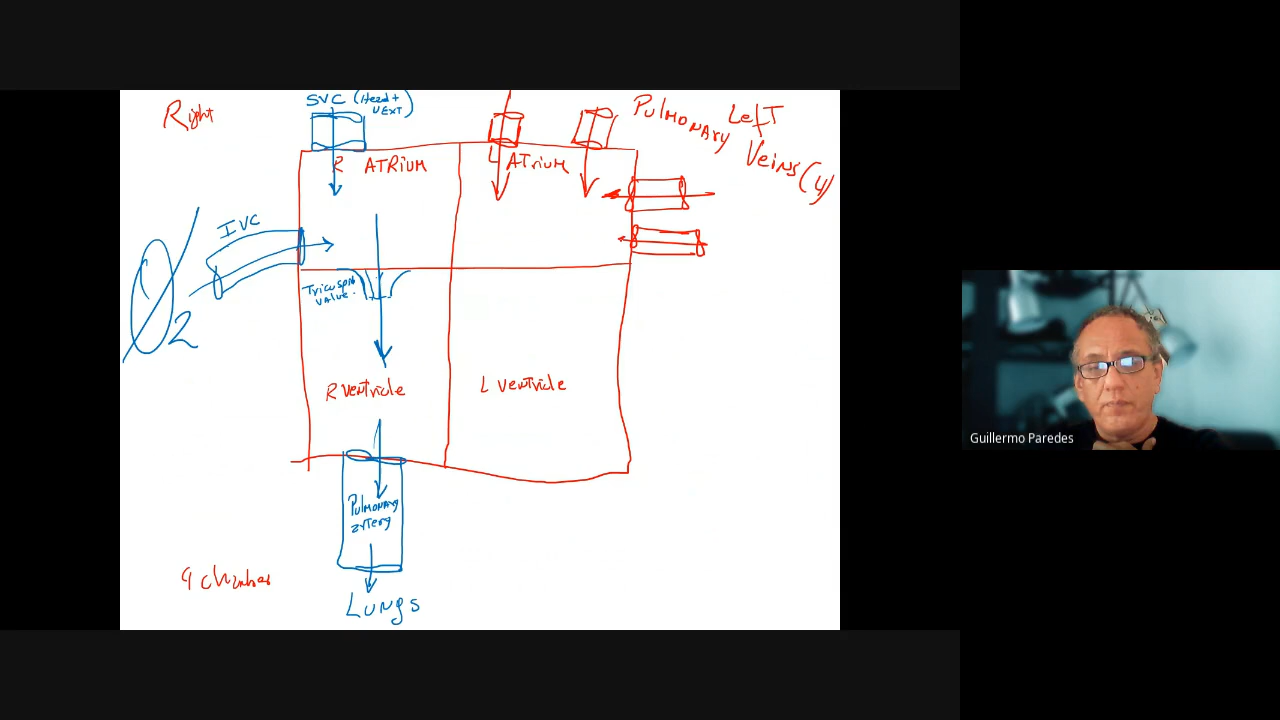 Right
SVC (Head +
UEXT)
PULMONARY
Left
Veins (4)
R ATRIUM
L ATrium
IVC
O2
Tricuspid
VALVE.
R ventricle
L ventricle
PULMONARY
artery
4 chamber
Lungs
Guillermo Paredes